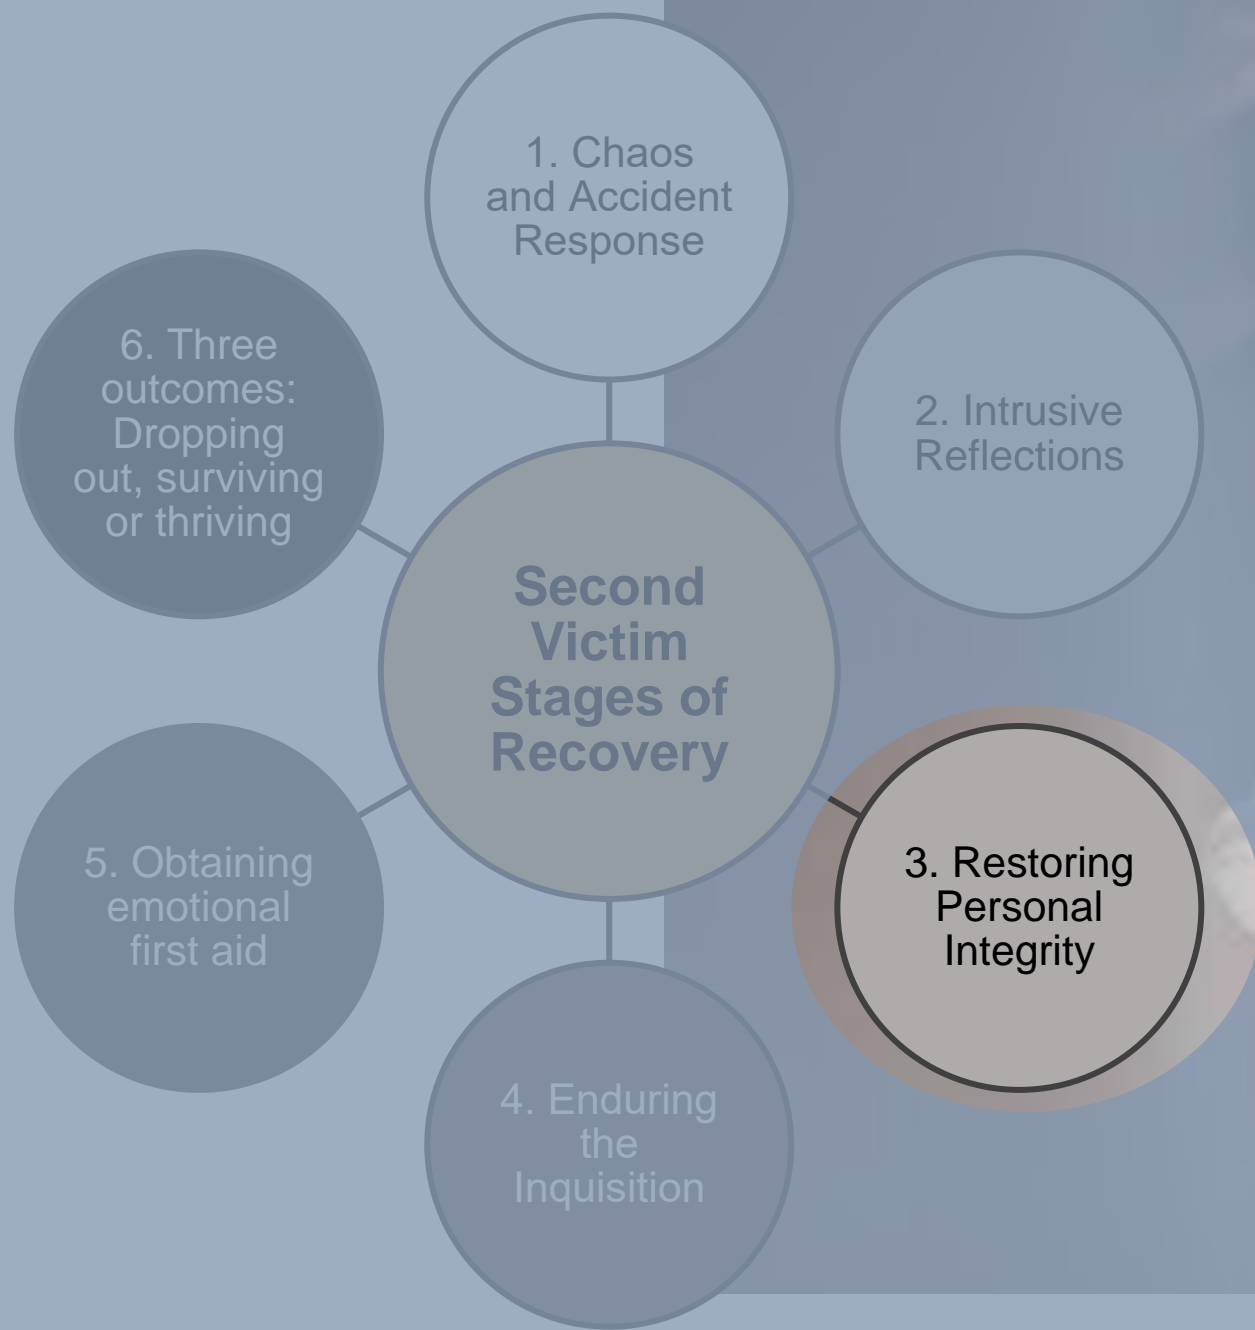 1. Chaos
and Accident
Response
2. Intrusive
Reflections
3. Restoring
Personal
Integrity
4. Enduring
the
Inquisition
5. Obtaining
emotional
first aid
6. Three
outcomes:
Dropping
out, surviving
or thriving
Second
Victim
Stages of
Recovery